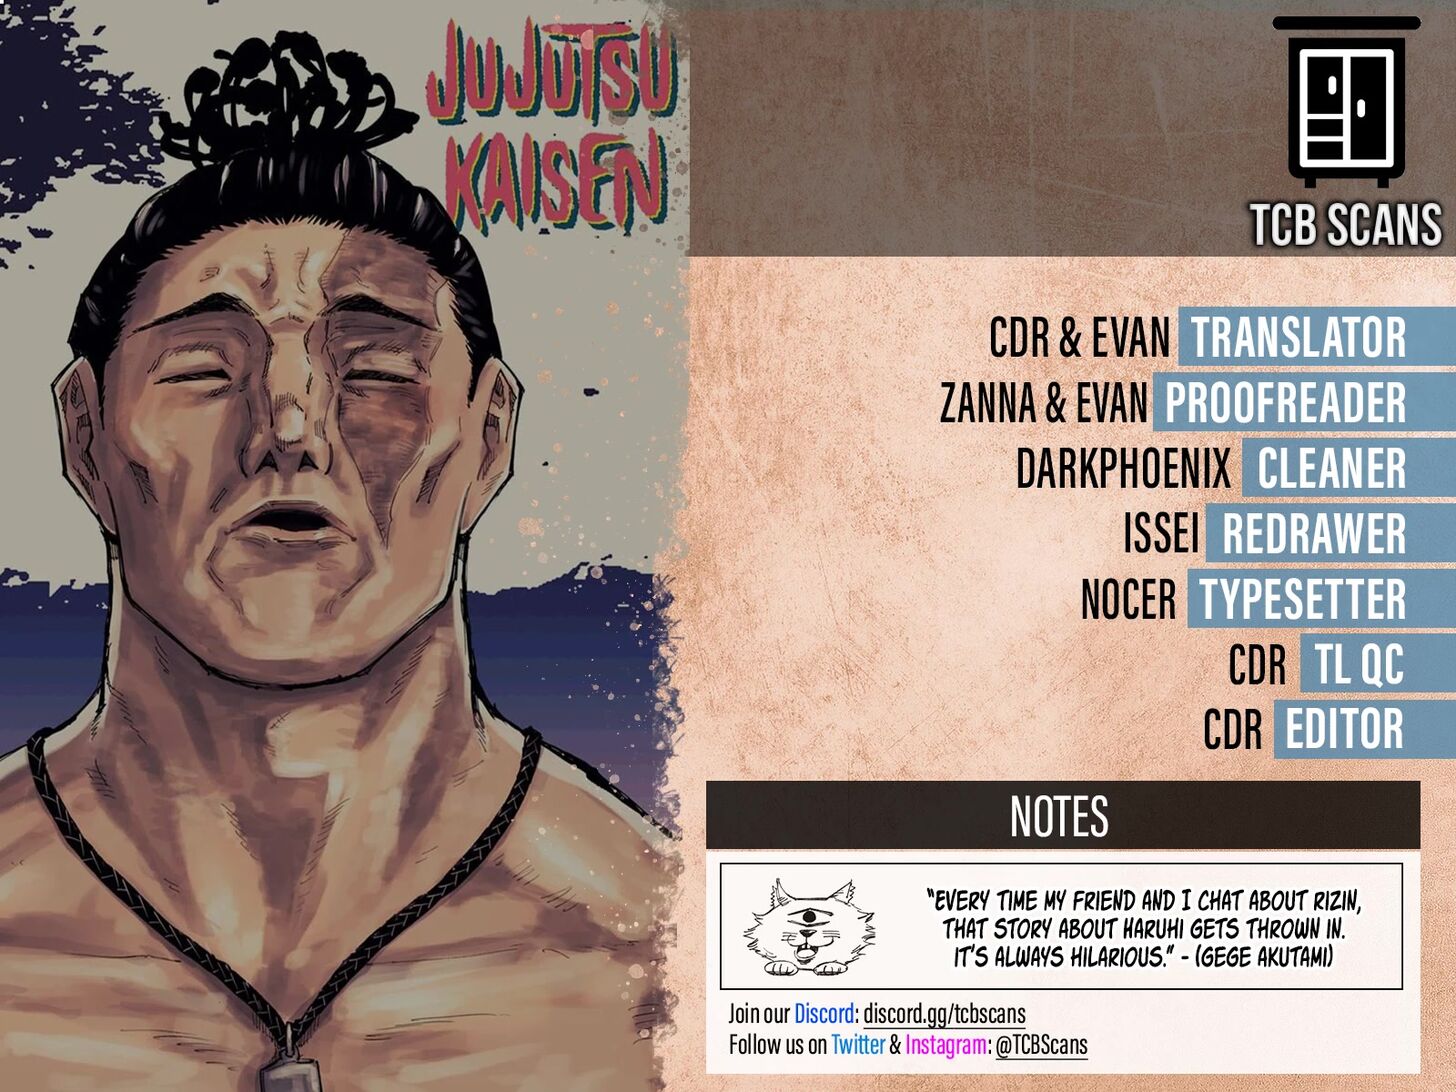 JUJUTSU
KAISEN
TCB SCANS
CDR & EVAN TRANSLATOR
ZANNA & EVAN PROOFREADER
DARKPHOENIX CLEANER
ISSEI REDRAWER
NOCER TYPESETTER
CDR TL QC
CDR EDITOR
NOTES
"EVERY TIME MY FRIEND AND I CHAT ABOUT RIZIN,
THAT STORY ABOUT HARUHI GETS THROWN IN.
IT'S ALWAYS HILARIOUS." - (GEGE AKUTAMI)
Join our Discord: discord.gg/tcbscans
Follow us on Twitter & Instagram: @TCBScans